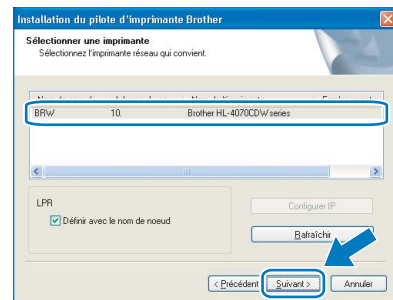 Installation du pilote d'imprimante Brother
Sélectionner une imprimante
Sélectionnez l'imprimante réseau qui convient.
BRW 10. Brother HL-4070CDW series
LPR
Configurer IP
Définir avec le nom de noeud
Rafraîchir
< Précédent Suivant > Annuler